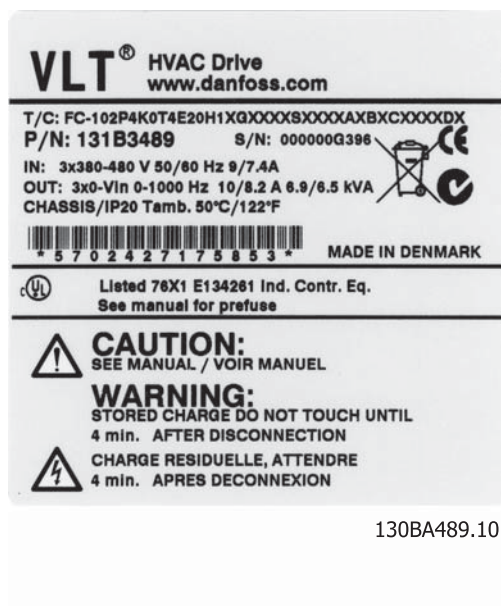 VLT® HVAC Drive
www.danfoss.com
T/C: FC-102P4K0T4E20H1XGXXXXSXXXXAXBXCXXXXDX
P/N: 131B3489 S/N: 000000G396
IN: 3x380-480 V 50/60 Hz 9/7.4A
OUT: 3x0-Vin 0-1000 Hz 10/8.2 A 6.9/6.5 kVA
CHASSIS/IP20 Tamb. 50°C/122°F
*5702427175853* MADE IN DENMARK
c UL Listed 76X1 E134261 Ind. Contr. Eq.
See manual for prefuse
CAUTION:
SEE MANUAL / VOIR MANUEL
WARNING:
STORED CHARGE DO NOT TOUCH UNTIL
4 min. AFTER DISCONNECTION
CHARGE RESIDUELLE, ATTENDRE
4 min. APRES DECONNEXION
130BA489.10